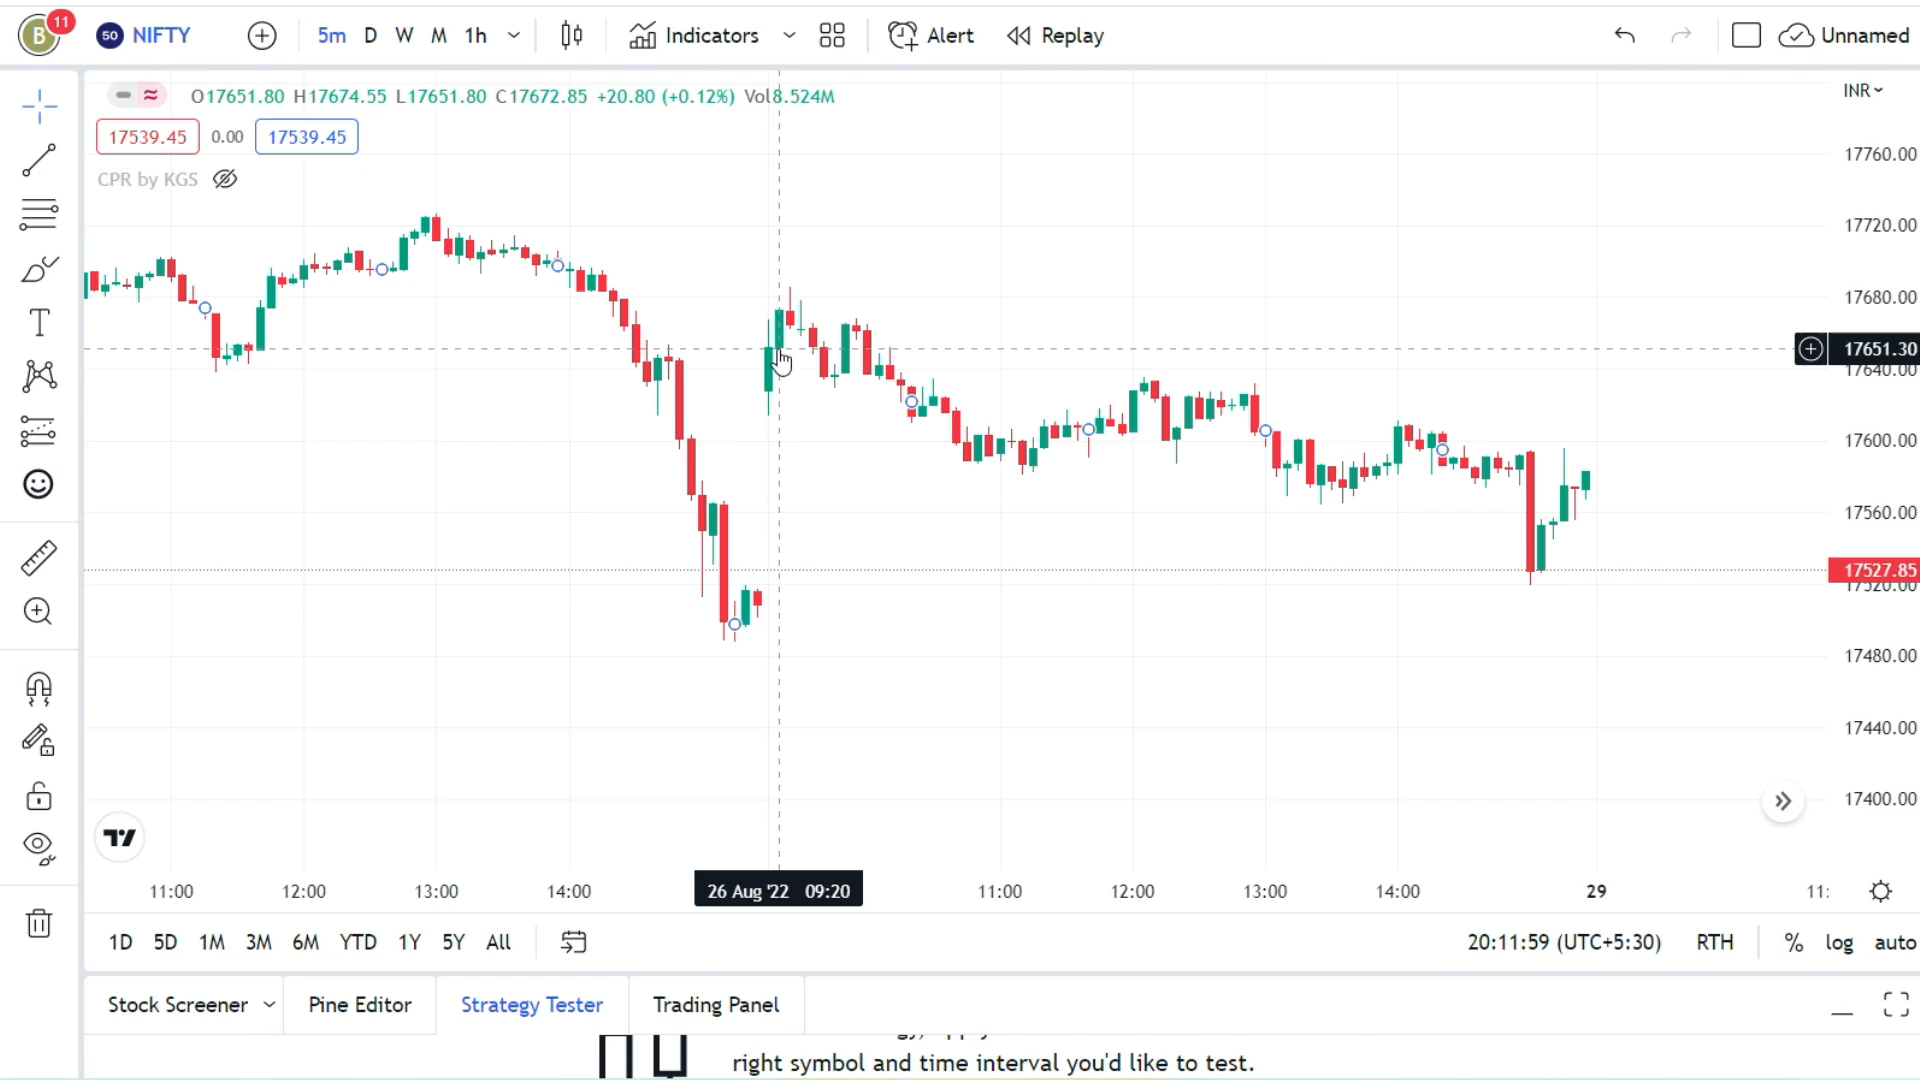 B 11 50 NIFTY 5m D W M 1h Indicators Alert Replay Unnamed
O17651.80 H17674.55 L17651.80 C17672.85 +20.80 (+0.12%) Vol8.524M INR
17539.45 0.00 17539.45
CPR by KGS
17760.00
17720.00
17680.00
17651.30
17640.00
17600.00
17560.00
17527.85
17520.00
17480.00
17440.00
17400.00
11:00 12:00 13:00 14:00 26 Aug '22 09:20 11:00 12:00 13:00 14:00 29 11:
1D 5D 1M 3M 6M YTD 1Y 5Y All 20:11:59 (UTC+5:30) RTH % log auto
Stock Screener Pine Editor Strategy Tester Trading Panel
right symbol and time interval you'd like to test.